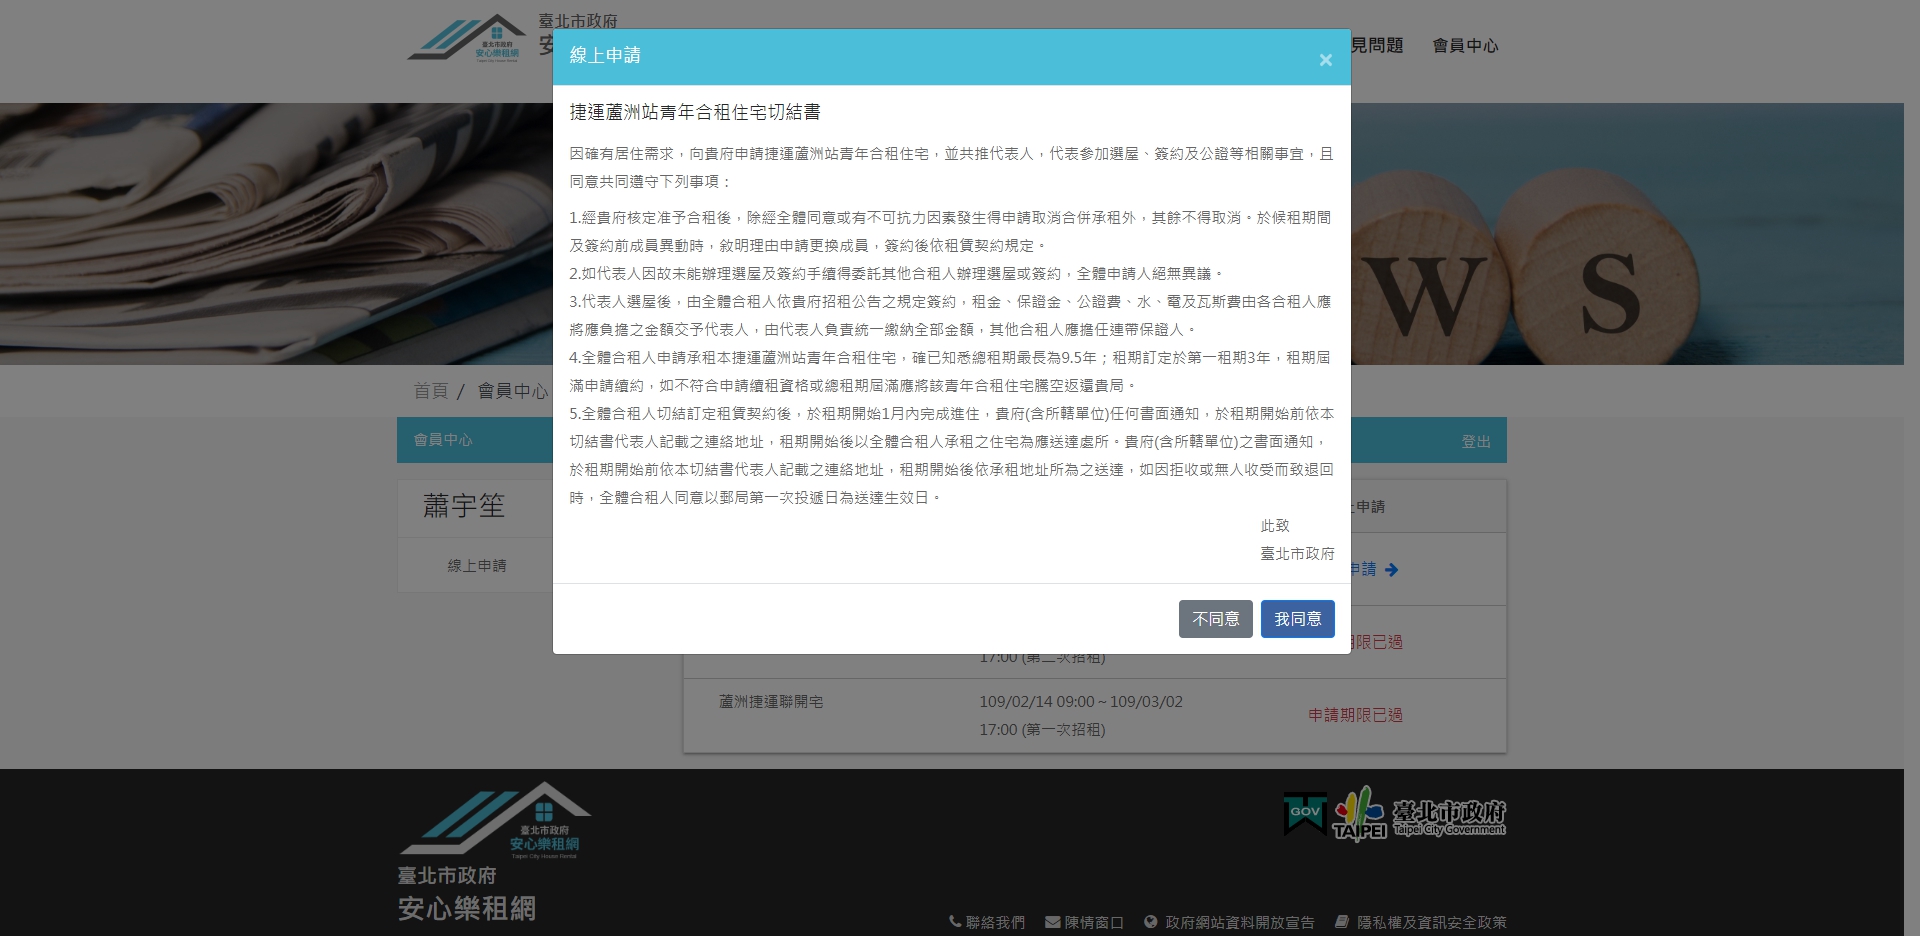 臺北市政府
安
臺北市政府
安心樂租網
Taipei City House Rental
見問題
會員中心
線上申請
×
捷運蘆洲站青年合租住宅切結書
因確有居住需求，向貴府申請捷運蘆洲站青年合租住宅，並共推代表人，代表參加選屋、簽約及公證等相關事宜，且
同意共同遵守下列事項：
1.經貴府核定准予合租後，除經全體同意或有不可抗力因素發生得申請取消合併承租外，其餘不得取消。於候租期間
及簽約前成員異動時，敘明理由申請更換成員，簽約後依租賃契約規定。
2.如代表人因故未能辦理選屋及簽約手續得委託其他合租人辦理選屋或簽約，全體申請人絕無異議。
3.代表人選屋後，由全體合租人依貴府招租公告之規定簽約，租金、保證金、公證費、水、電及瓦斯費由各合租人應
將應負擔之金額交予代表人，由代表人負責統一繳納全部金額，其他合租人應擔任連帶保證人。
4.全體合租人申請承租本捷運蘆洲站青年合租住宅，確已知悉總租期最長為9.5年；租期訂定於第一租期3年，租期屆
滿申請續約，如不符合申請續租資格或總租期屆滿應將該青年合租住宅騰空返還貴局。
5.全體合租人切結訂定租賃契約後，於租期開始1月內完成進住，貴府(含所轄單位)任何書面通知，於租期開始前依本
切結書代表人記載之連絡地址，租期開始後以全體合租人承租之住宅為應送達處所。貴府(含所轄單位)之書面通知，
於租期開始前依本切結書代表人記載之連絡地址，租期開始後依承租地址所為之送達，如因拒收或無人收受而致退回
時，全體合租人同意以郵局第一次投遞日為送達生效日。
此致
臺北市政府
不同意
我同意
W S
首頁 / 會員中心
會員中心
登出
蕭宇笙
線上申請
上申請
申請
期限已過
17:00 (第二次招租)
蘆洲捷運聯開宅
109/02/14 09:00 ~ 109/03/02
17:00 (第一次招租)
申請期限已過
臺北市政府
安心樂租網
Taipei City House Rental
臺北市政府
安心樂租網
GOV
TAIPEI
臺北市政府
Taipei City Government
聯絡我們
陳情窗口
政府網站資料開放宣告
隱私權及資訊安全政策